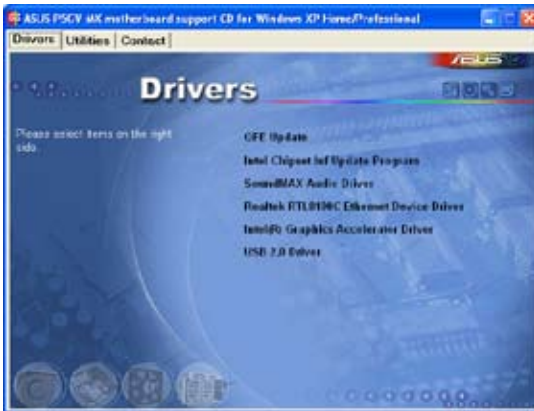 ASUS P5GV-MX motherboard support CD for Windows XP Home/Professional
Drivers Utilities Contact
ASUS
Drivers
Please select items on the right
side.
Intel Chipset Inf Update Program
SoundMAX Audio Driver
Realtek RTL8100C Ethernet Device Driver
Intel(R) Graphics Accelerator Driver
USB 2.0 Driver